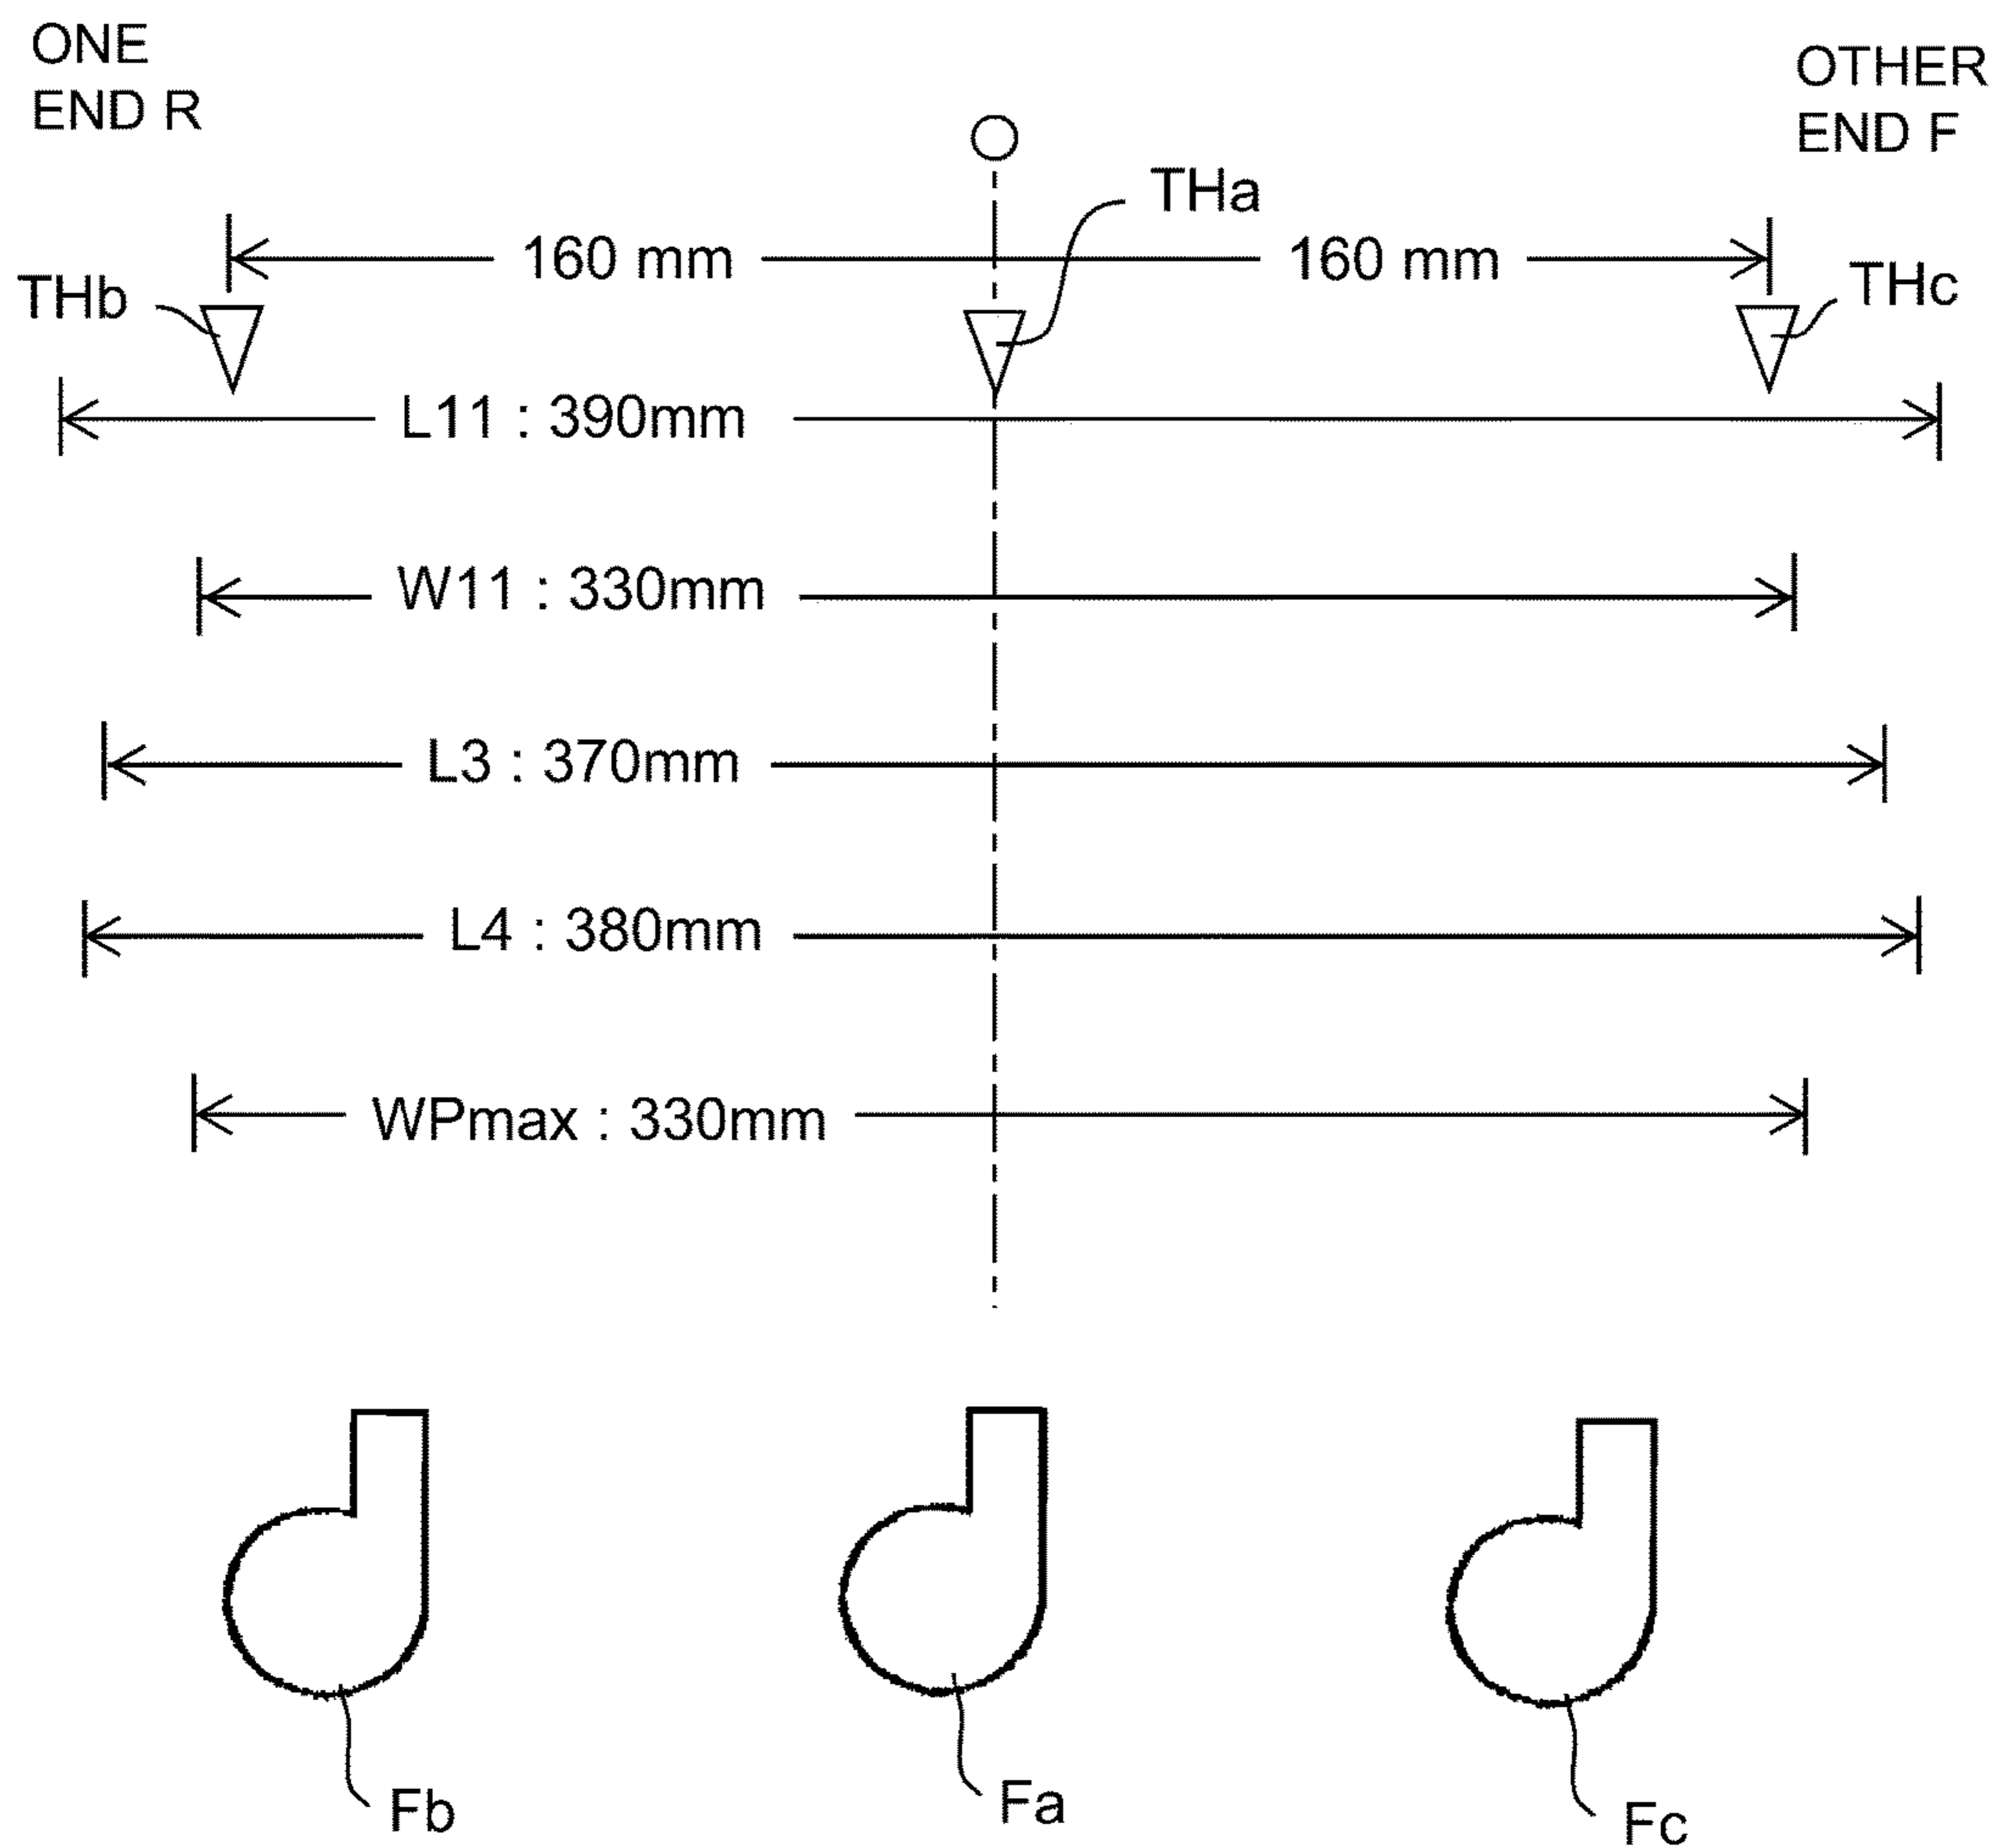 ONE
END R
OTHER
END F
O
THa
160 mm
160 mm
THb
THc
L11 : 390mm
W11 : 330mm
L3 : 370mm
L4 : 380mm
WPmax : 330mm
Fb
Fa
Fc